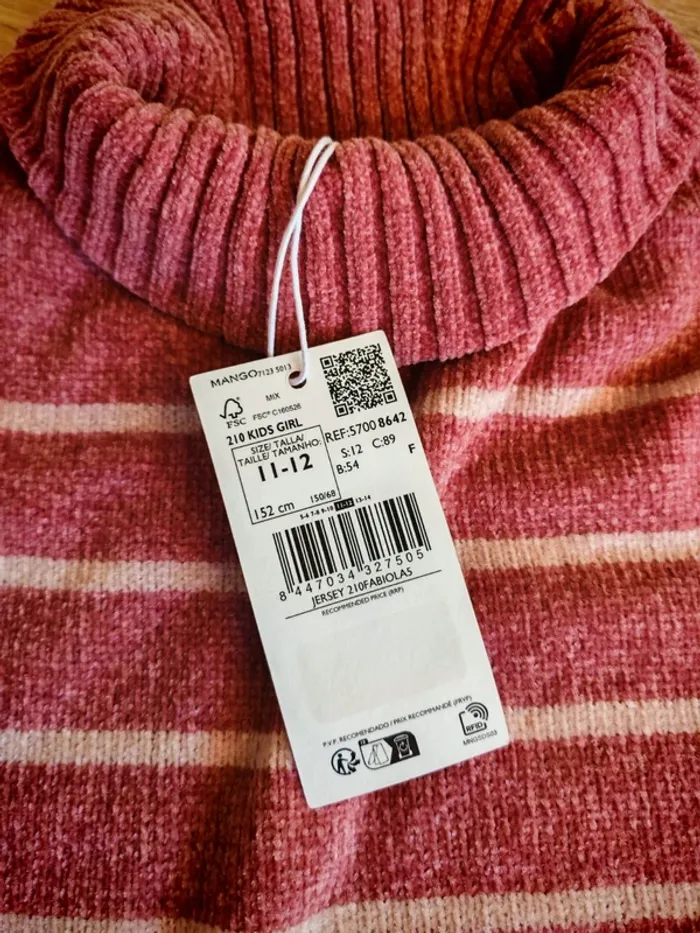 MANGO 7123 5013
MIX
FSC
FSC® C160526
210 KIDS GIRL
SIZE/ TALLA/
TAILLE/ TAMANHO:
11-12
152 cm 150/68
REF:5700 8642
S:12 C:89
B:54 F
5-6 7-8 9-10 11-12 13-14
8 447034 327505
JERSEY 210FABIOLAS
RECOMMENDED PRICE (RRP)
P.V.P. RECOMENDADO / PRIX RECOMMANDÉ (PRVP)
RFID